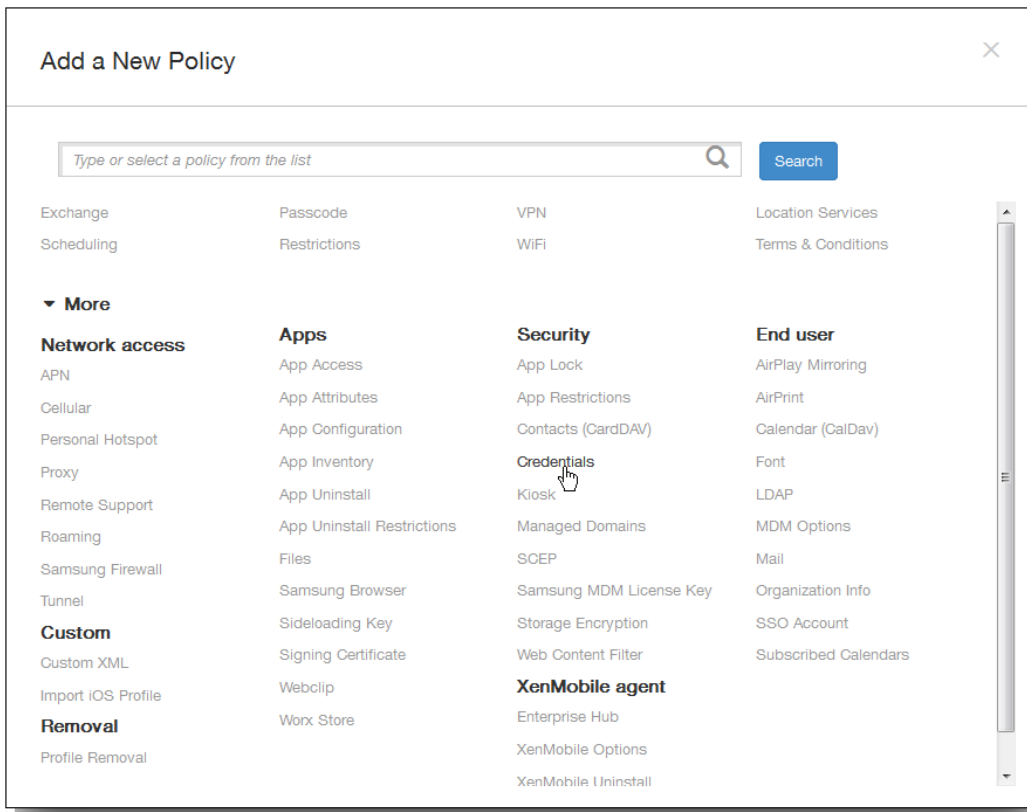 Add a New Policy
Type or select a policy from the list
Search
Exchange
Passcode
VPN
Location Services
Scheduling
Restrictions
WiFi
Terms & Conditions
More
Network access
APN
Cellular
Personal Hotspot
Proxy
Remote Support
Roaming
Samsung Firewall
Tunnel
Custom
Custom XML
Import iOS Profile
Removal
Profile Removal
Apps
App Access
App Attributes
App Configuration
App Inventory
App Uninstall
App Uninstall Restrictions
Files
Samsung Browser
Sideloading Key
Signing Certificate
Webclip
Worx Store
Security
App Lock
App Restrictions
Contacts (CardDAV)
Credentials
Kiosk
Managed Domains
SCEP
Samsung MDM License Key
Storage Encryption
Web Content Filter
XenMobile agent
Enterprise Hub
XenMobile Options
XenMobile Uninstall
End user
AirPlay Mirroring
AirPrint
Calendar (CalDav)
Font
LDAP
MDM Options
Mail
Organization Info
SSO Account
Subscribed Calendars